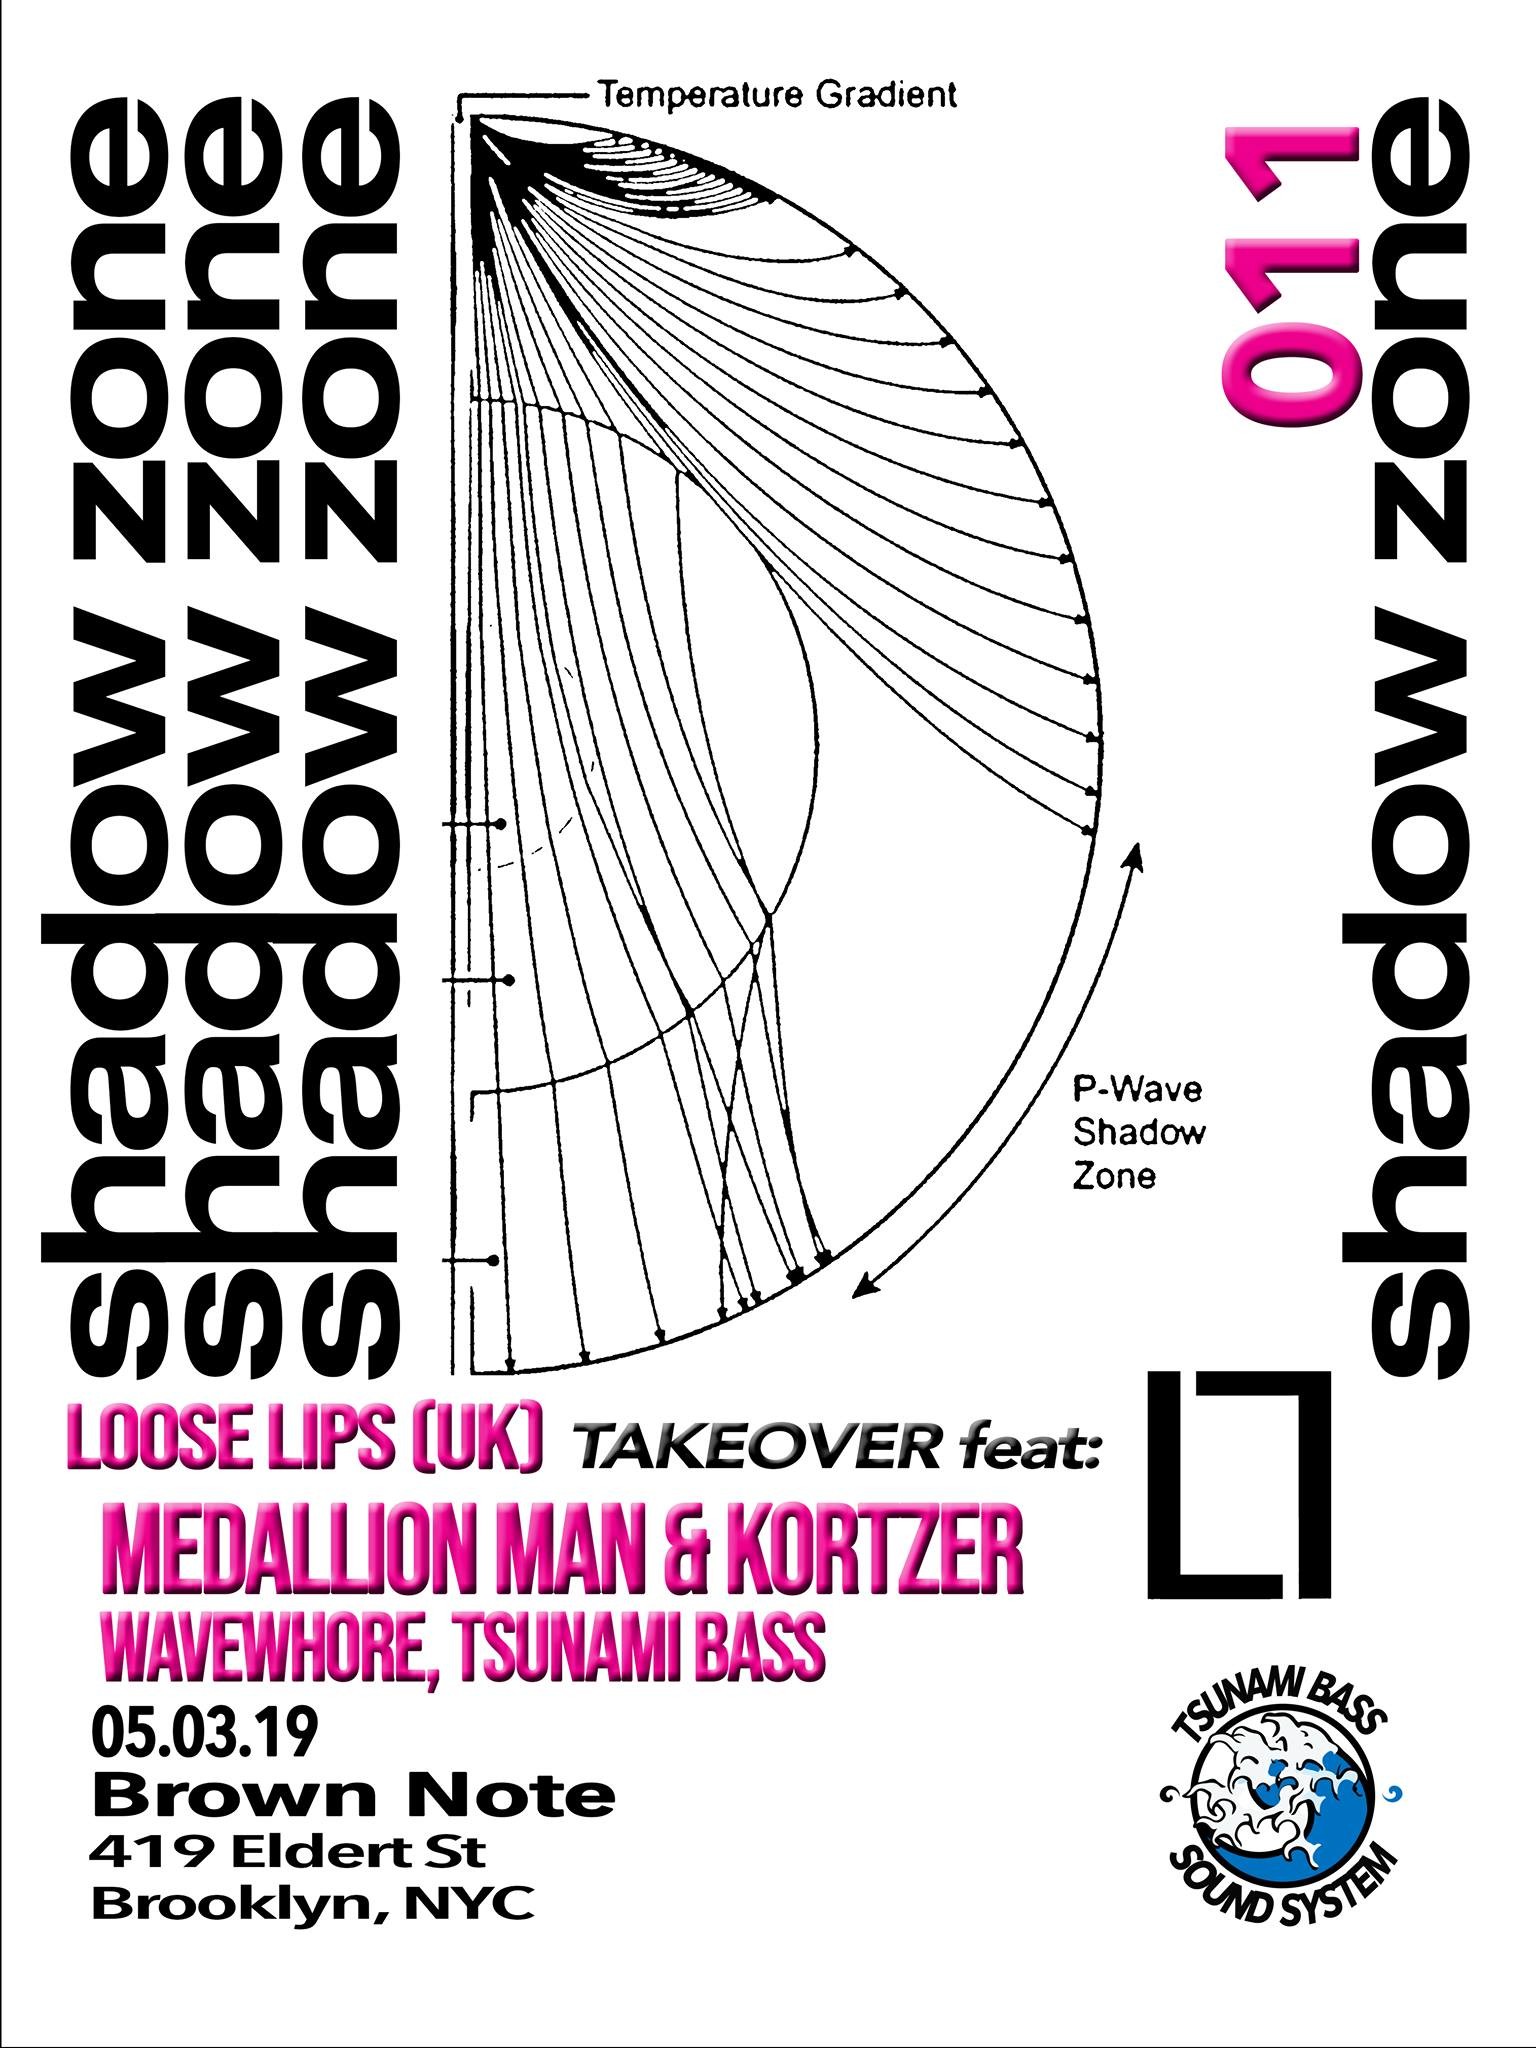 shadow zone
shadow zone
shadow zone
Temperature Gradient
P-Wave
Shadow
Zone
011
shadow zone
LOOSE LIPS (UK) TAKEOVER feat:
MEDALLION MAN & KORTZER
WAVEWHORE, TSUNAMI BASS
05.03.19
Brown Note
419 Eldert St
Brooklyn, NYC
TSUNAMI BASS
SOUND SYSTEM